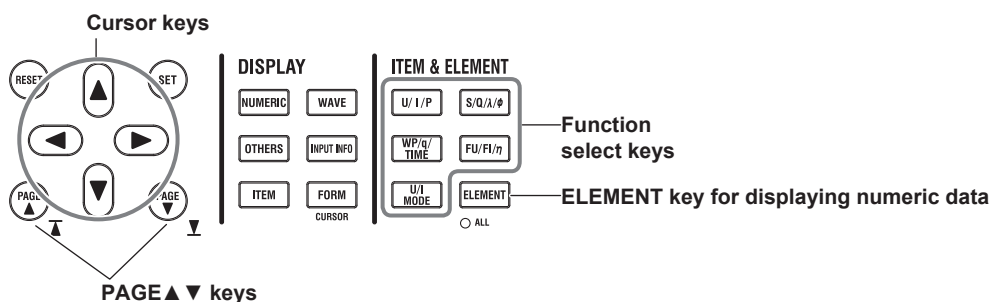 Cursor keys
RESET
SET
PAGE
PAGE
PAGE▲▼ keys
DISPLAY
NUMERIC WAVE
OTHERS INPUT INFO
ITEM FORM
CURSOR
ITEM & ELEMENT
U/I/P S/Q/λ/ϕ
WP/q/
TIME
FU/FI/η
U/I
MODE
ELEMENT
ALL
Function
select keys
ELEMENT key for displaying numeric data